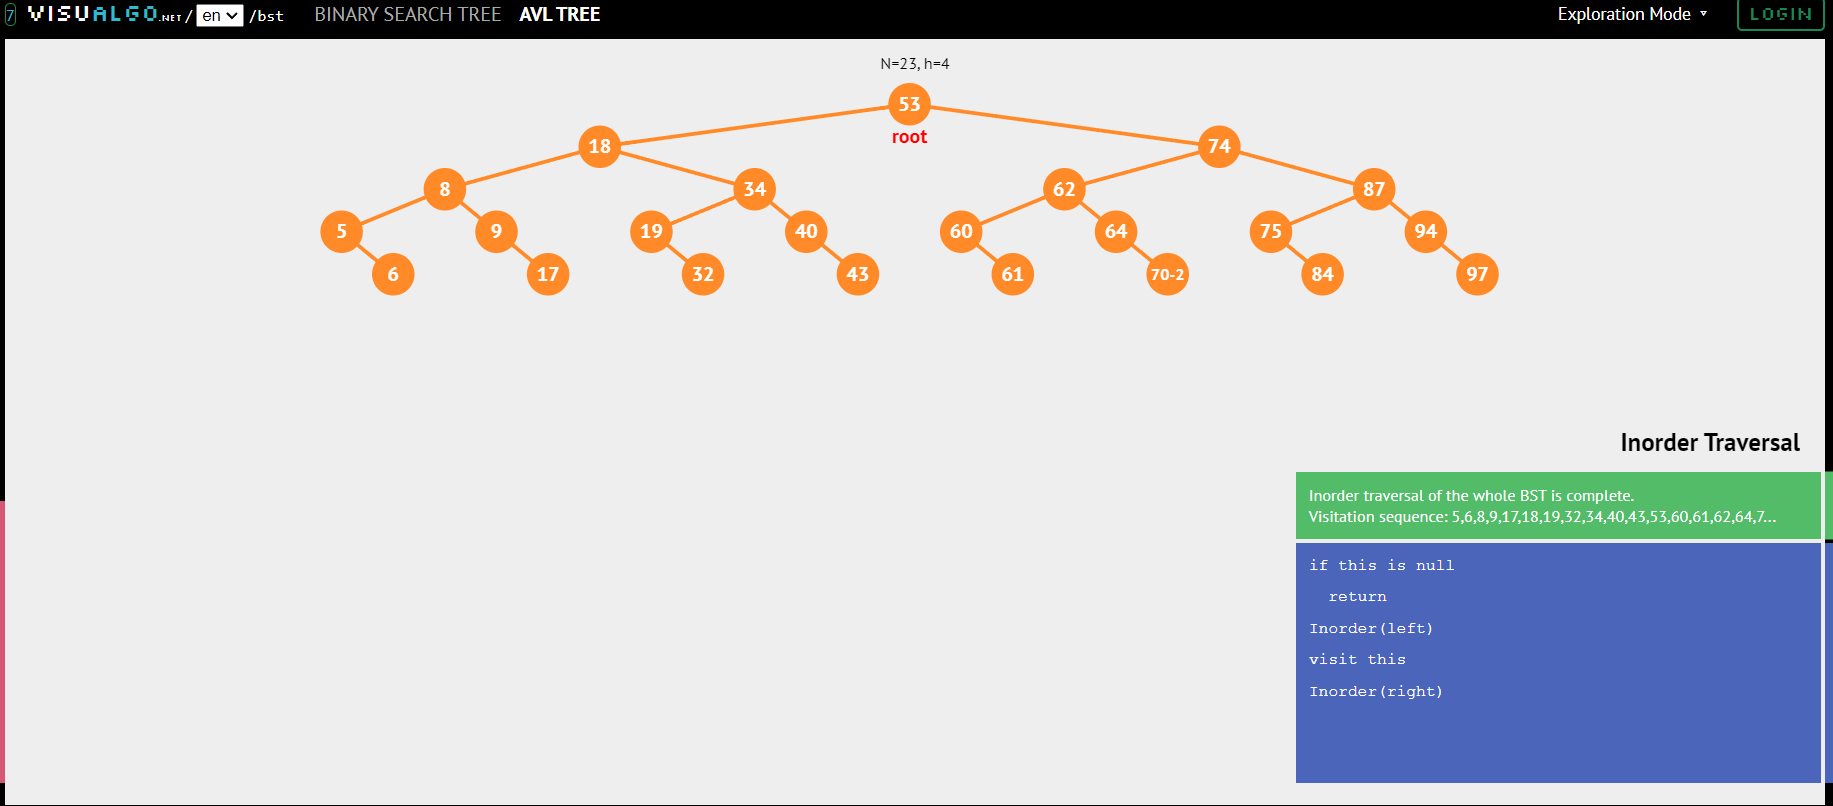 7 VISUALGO.NET / en /bst BINARY SEARCH TREE AVL TREE Exploration Mode LOGIN
N=23, h=4
53
root
18 74
8 34 62 87
5 9 19 40 60 64 75 94
6 17 32 43 61 70-2 84 97
Inorder Traversal
Inorder traversal of the whole BST is complete.
Visitation sequence: 5,6,8,9,17,18,19,32,34,40,43,53,60,61,62,64,7...
if this is null
return
Inorder(left)
visit this
Inorder(right)